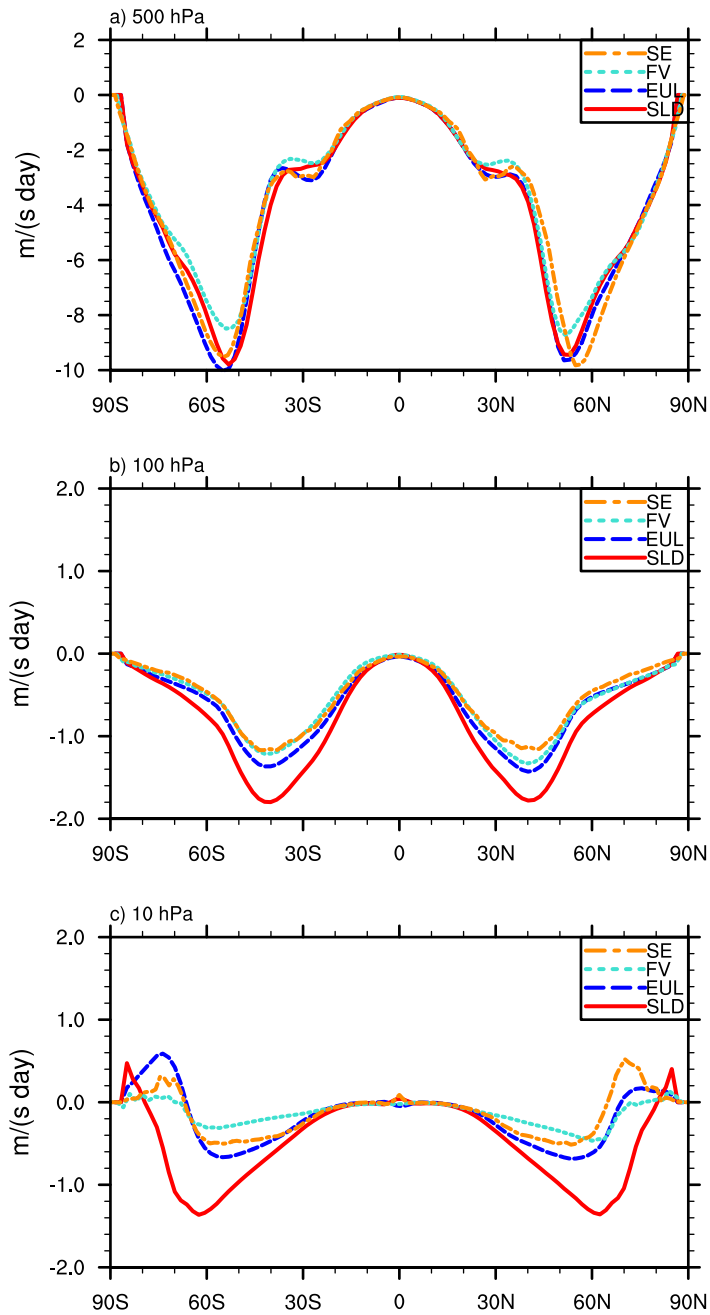 a) 500 hPa
2
0
-2
-4
-6
-8
-10
m/(s day)
SE
FV
EUL
SLD
90S 60S 30S 0 30N 60N 90N
b) 100 hPa
2.0
1.0
0.0
-1.0
-2.0
m/(s day)
SE
FV
EUL
SLD
90S 60S 30S 0 30N 60N 90N
c) 10 hPa
2.0
1.0
0.0
-1.0
-2.0
m/(s day)
SE
FV
EUL
SLD
90S 60S 30S 0 30N 60N 90N